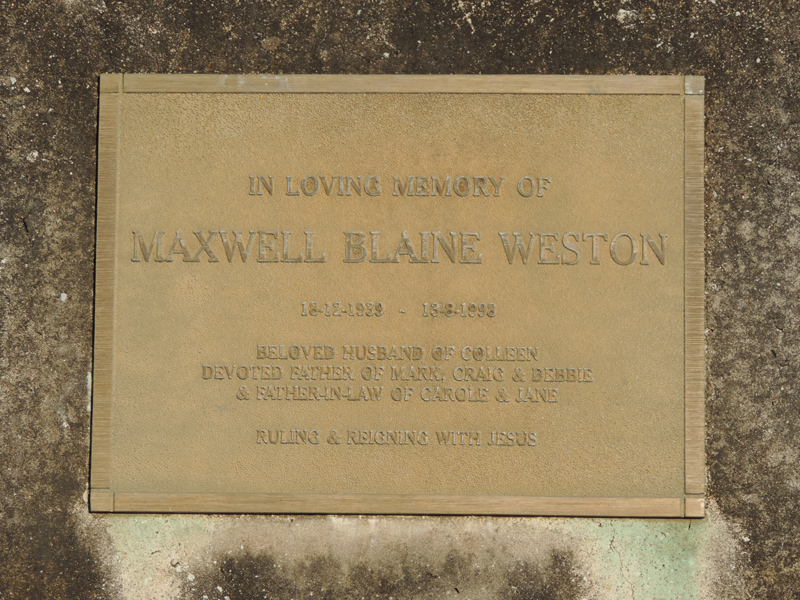 IN LOVING MEMORY OF
MAXWELL BLAINE WESTON
BELOVED HUSBAND OF COLLEEN
DEVOTED FATHER OF MARK, CRAIG & DEBBIE
& FATHER-IN-LAW OF CAROLE & JANE
RULING & REIGNING WITH JESUS